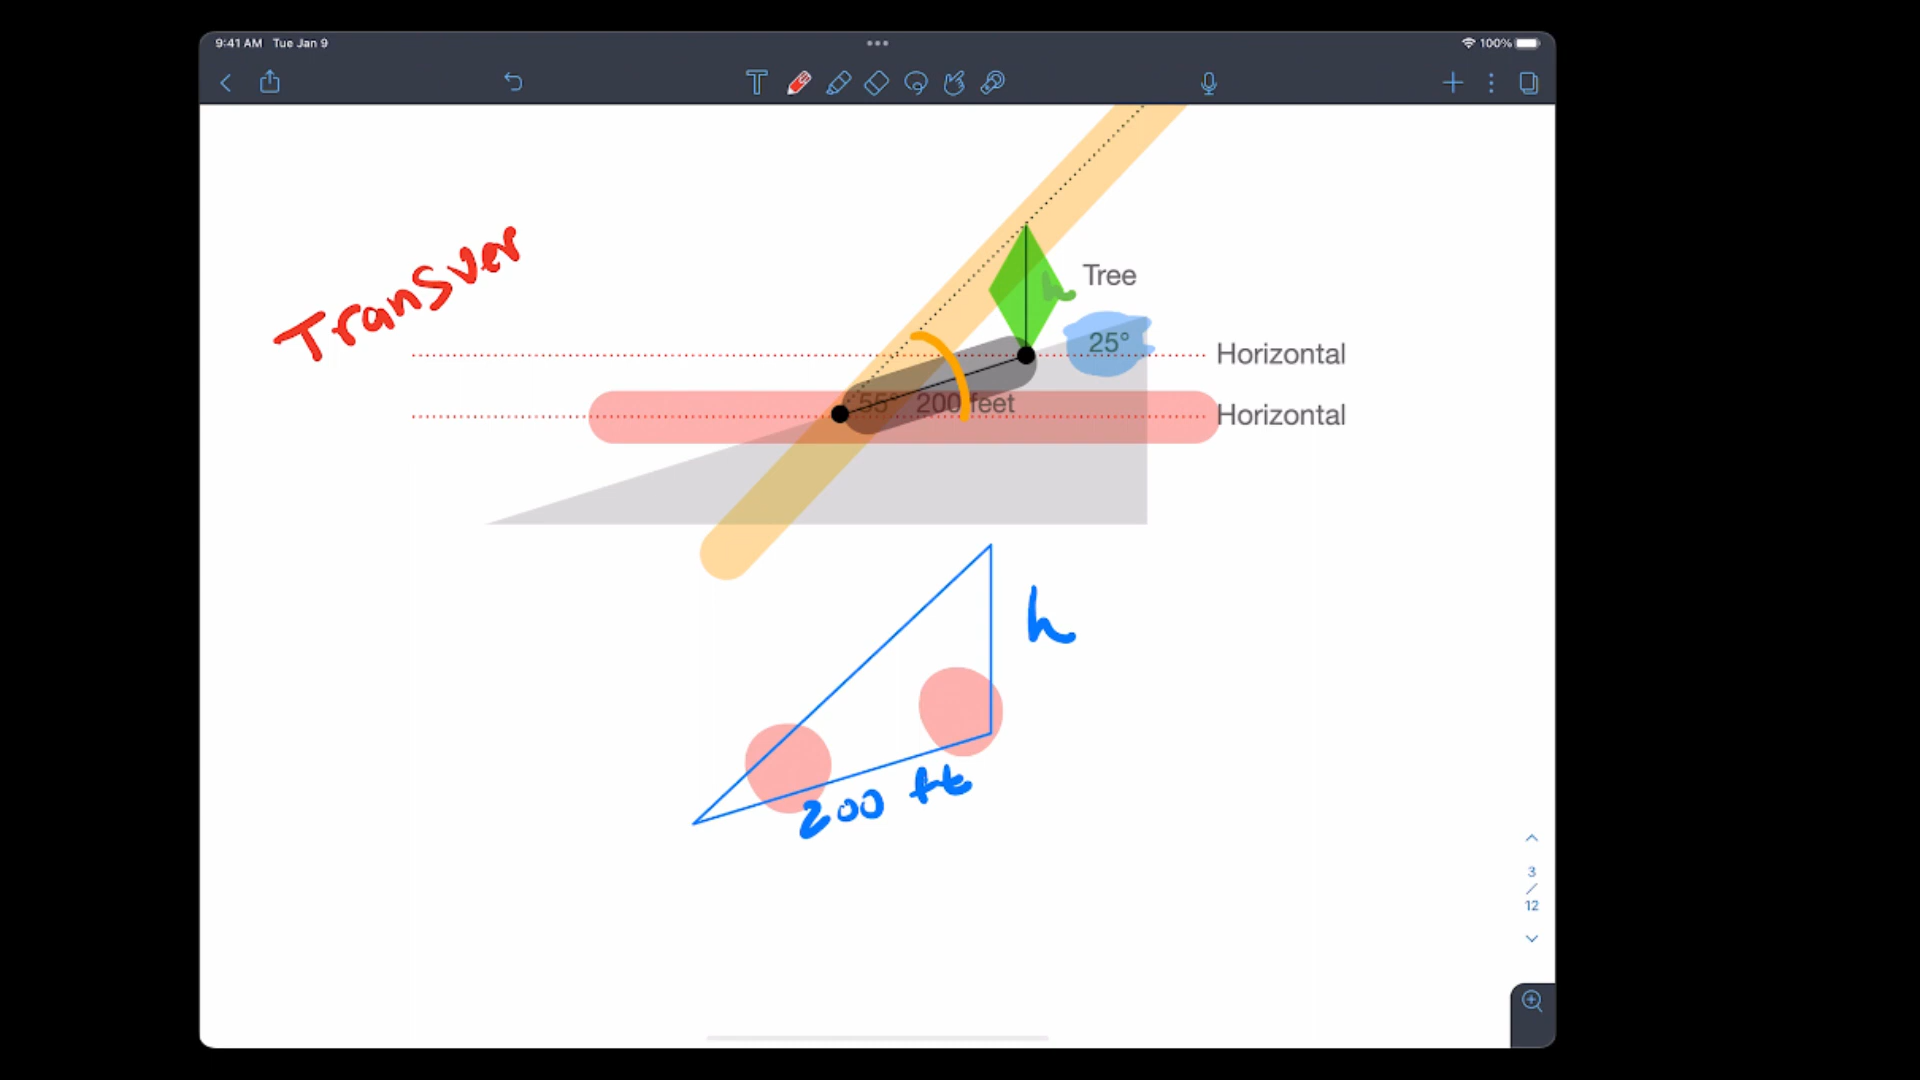 9:41 AM Tue Jan 9
100%
Transver
h
Tree
25°
Horizontal
55° 200 feet
Horizontal
h
200 ft
3
/
12